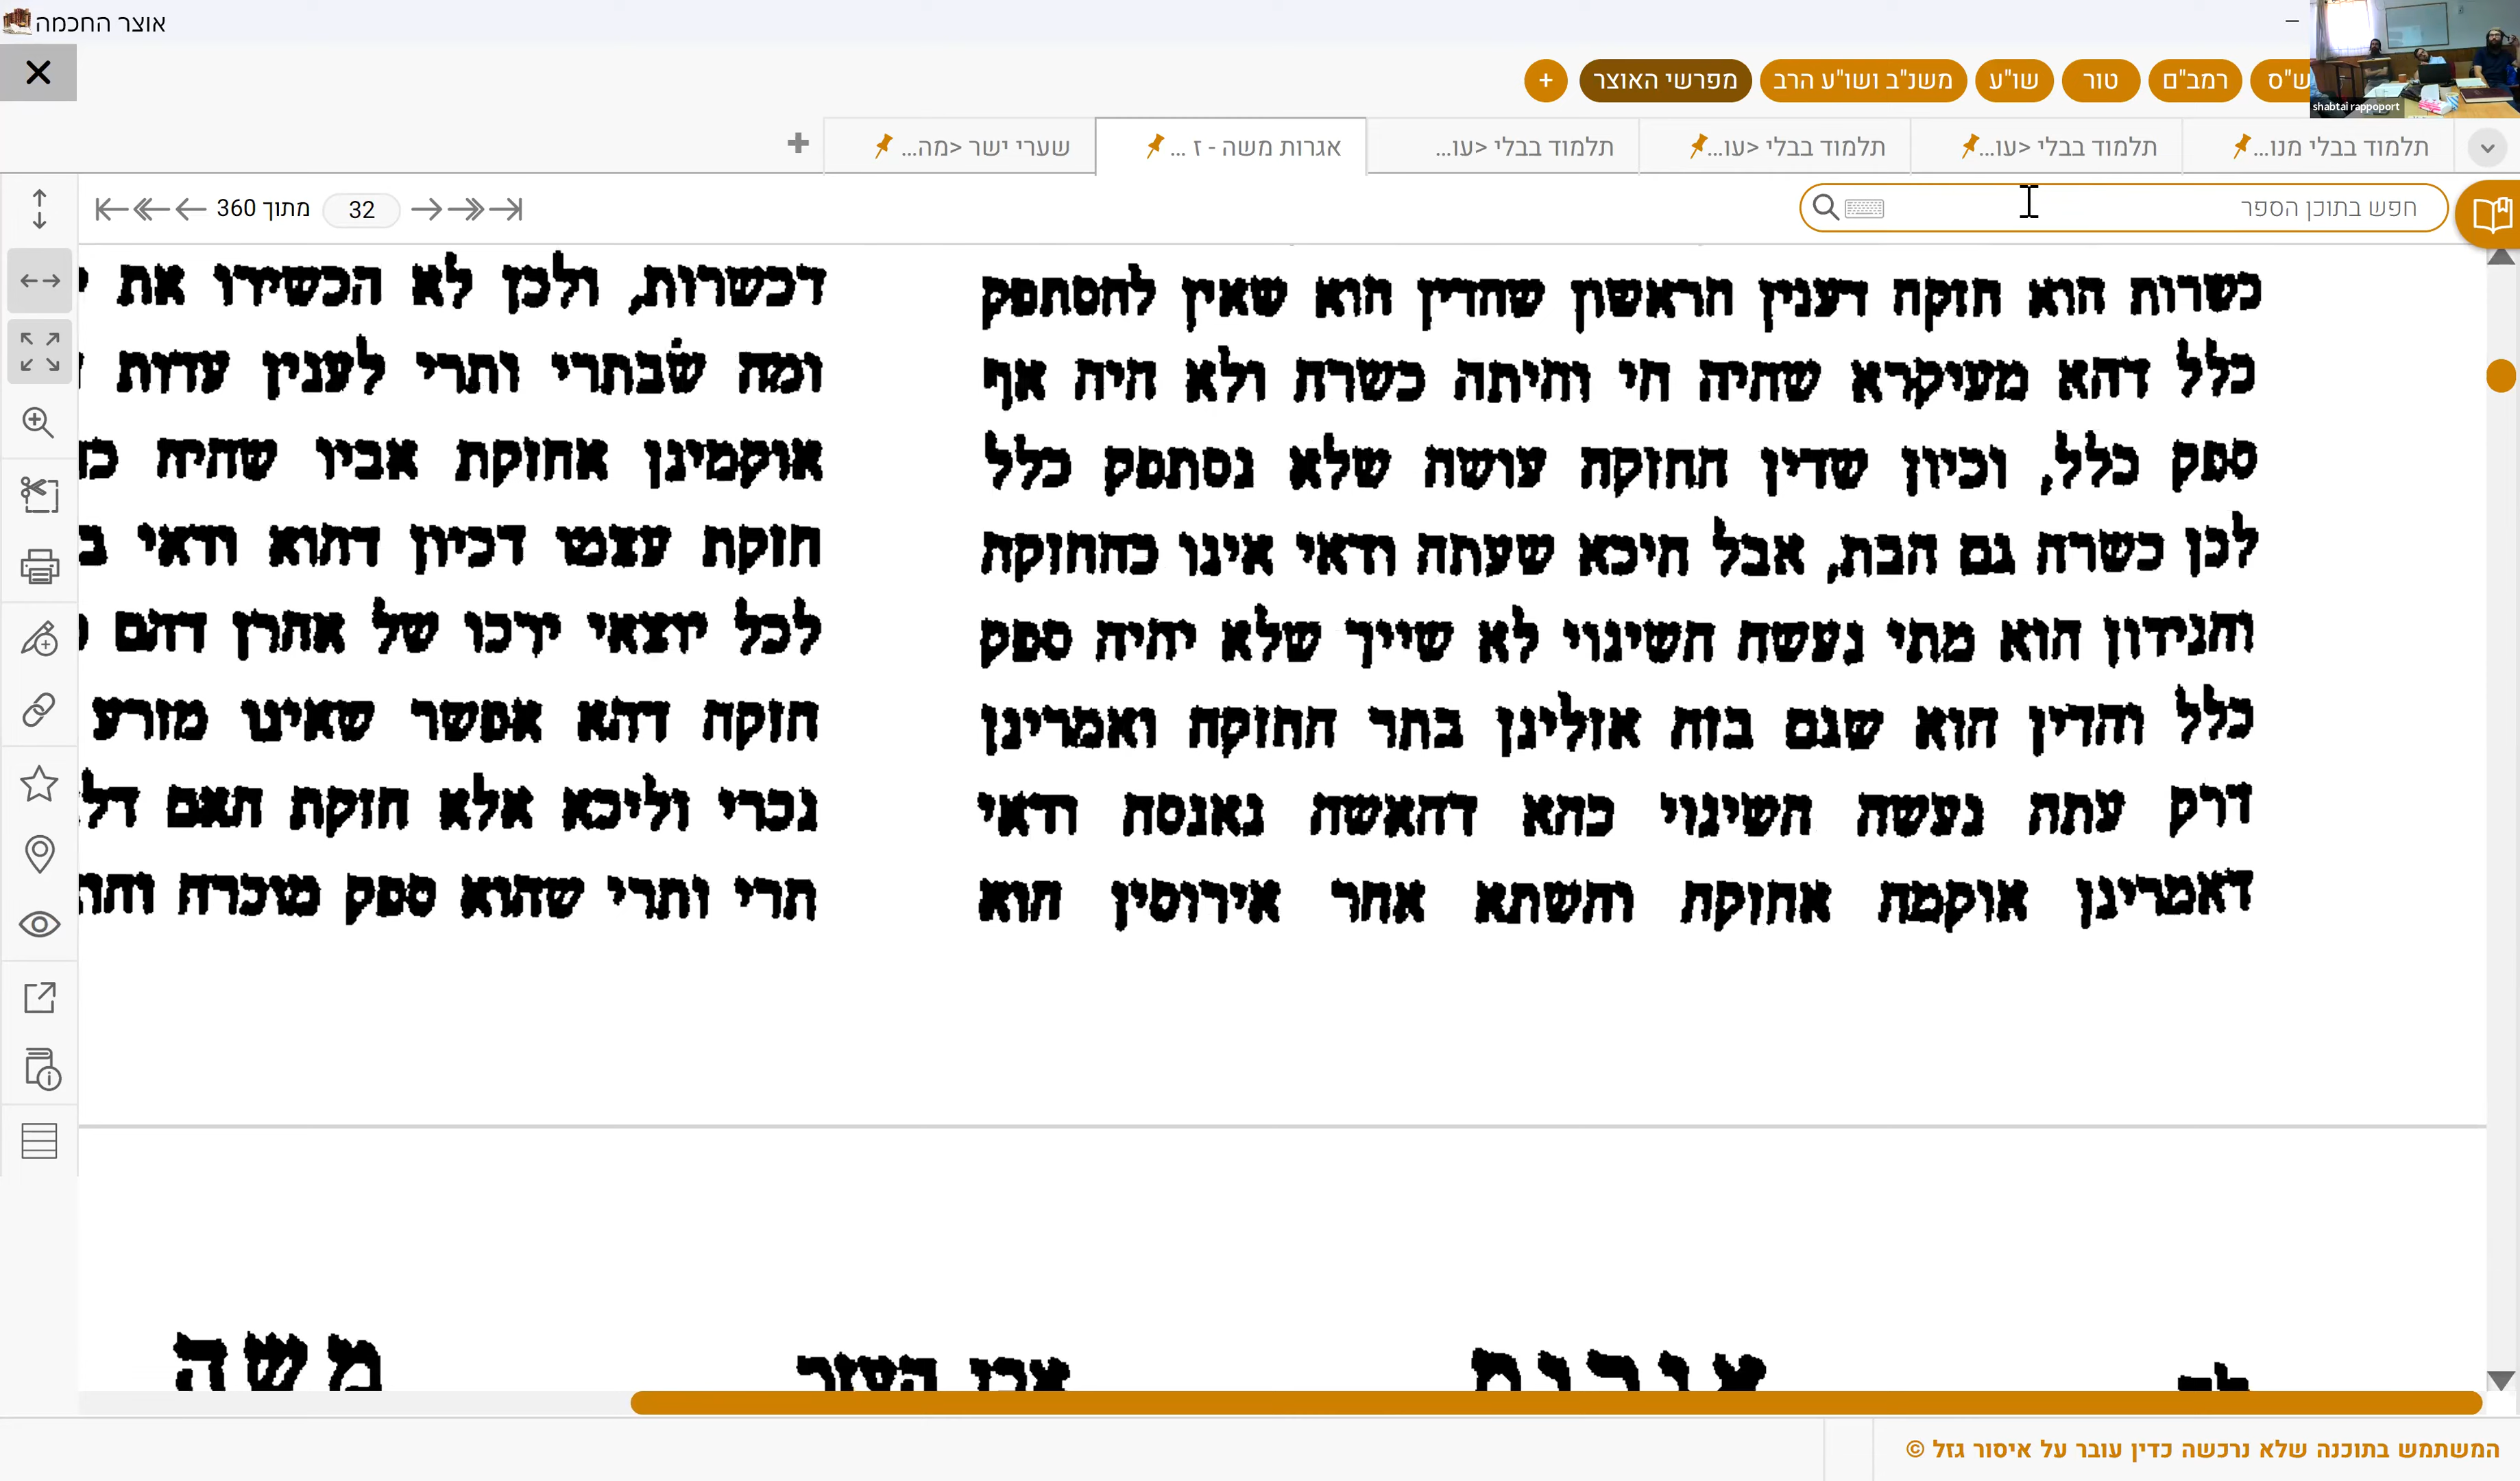 אוצר החכמה
ש"ס
רמב"ם
טור
שו"ע
משנ"ב ושו"ע הרב
מפרשי האוצר
+
shabtai rappoport
תלמוד בבלי מנו...
תלמוד בבלי <עו...
תלמוד בבלי <עו...
תלמוד בבלי <עו...
אגרות משה - ז ...
שערי ישר <מה...
חפש בתוכן הספר
32 מתוך 360
כשרות הוא חזקה דענין הראשון שהדין הוא שאין להסתפק
כלל דהא מעיקרא שהיה חי והיתה כשרה ולא היה אף
ספק כלל, וכיון שדין החזקה עושה שלא נסתפק כלל
לכן כשרה גם הבת, אבל היכא שעתה ודאי אינו כהחזקה
והנידון הוא מתי נעשה השינוי לא שייך שלא יהיה ספק
כלל והדין הוא שגם בזה אזלינן בתר החזקה ואמרינן
דרק עתה נעשה השינוי כהא דהאשה נאנסה ודאי
דאמרינן אוקמה אחזקה והשתא אחר אירוסין הוא
דכשרות, ולכן לא הכשירו את
ומה שבתרי ותרי לענין עדות
אוקמינן אחזקת אביו שהיה
חזקת עצמו דכיון דהוא ודאי
לכל יוצאי ירכו של אהרן דהם
חזקה דהא אפשר שאינו מזרע
נכרי וליכא אלא חזקת האם
תרי ותרי שהוא ספק מוכרח
אגרות
אבן העזר
משה
המשתמש בתוכנה שלא נרכשה כדין עובר על איסור גזל ©